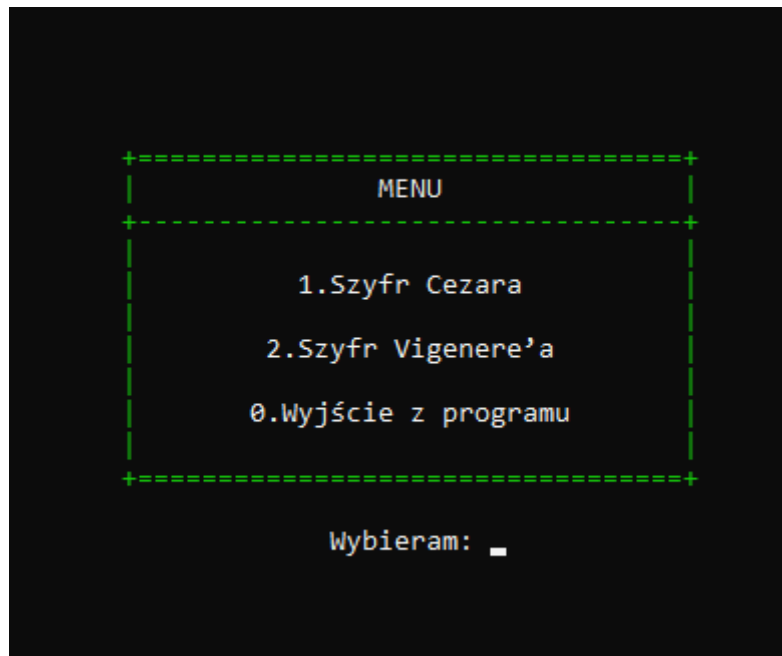 MENU
1.Szyfr Cezara
2.Szyfr Vigenere’a
0.Wyjście z programu
Wybieram: